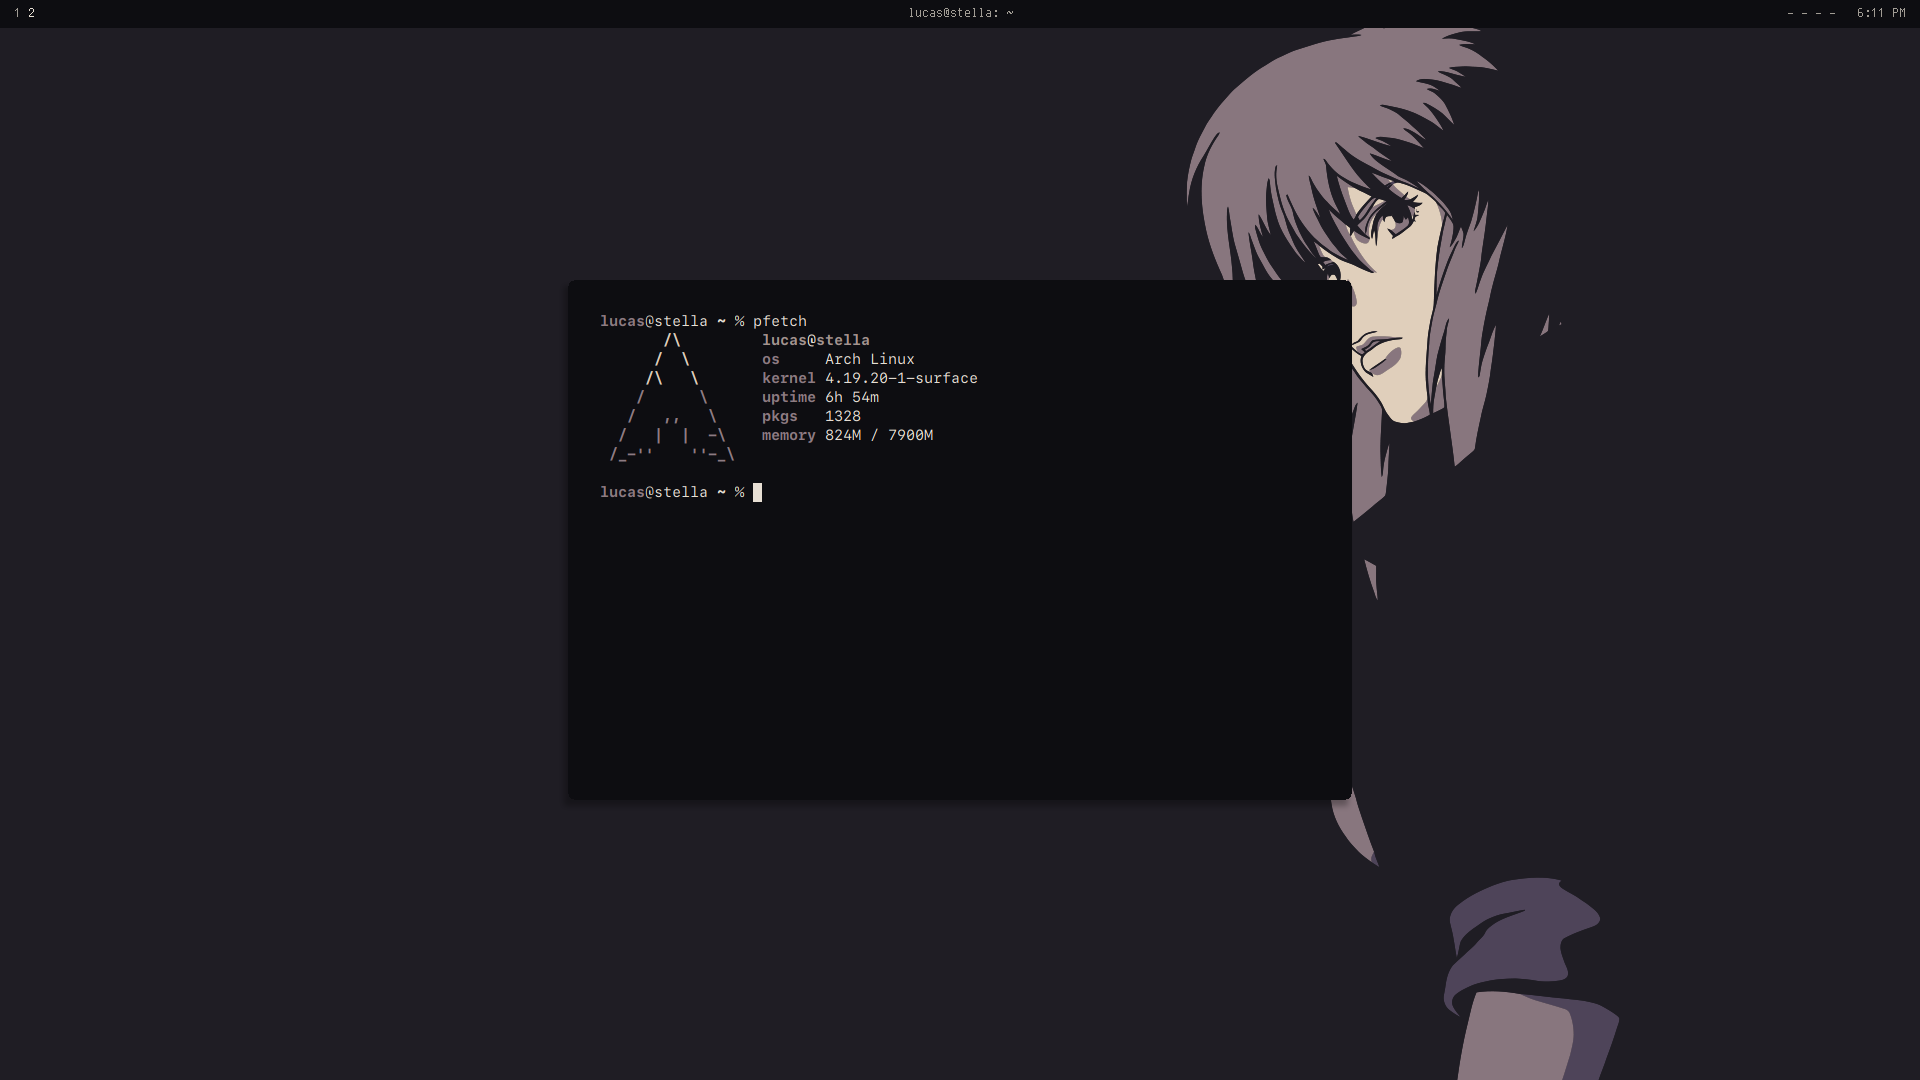 1 2
lucas@stella: ~
- - - - 6:11 PM
lucas@stella ~ % pfetch
/\ lucas@stella
/  \ os Arch Linux
/\   \ kernel 4.19.20-1-surface
/      \ uptime 6h 54m
/   ,,   \ pkgs 1328
/   |  |  -\ memory 824M / 7900M
/_-''    ''-_\
lucas@stella ~ %